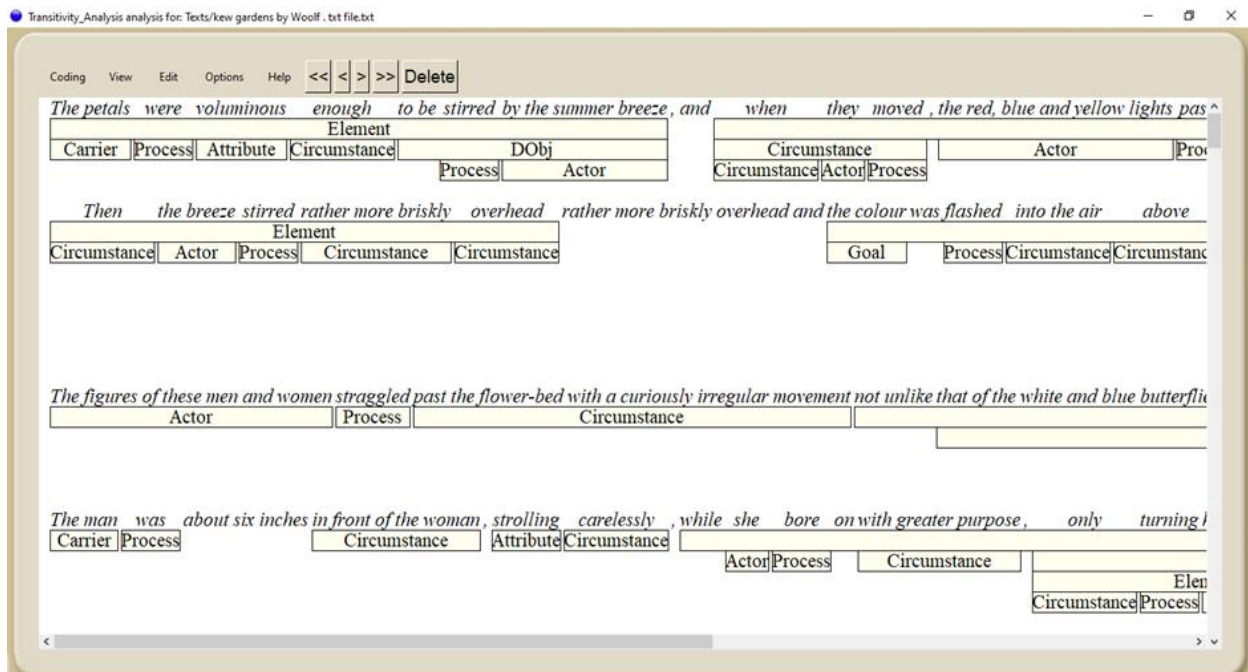 Transitivity_Analysis analysis for: Texts/kew gardens by Woolf . txt file.txt
Coding View Edit Options Help << < > >> Delete
The petals were voluminous enough to be stirred by the summer breeze , and when they moved , the red, blue and yellow lights pas
Element
Carrier Process Attribute Circumstance DObj Circumstance Actor Proc
Process Actor Circumstance Actor Process
Then the breeze stirred rather more briskly overhead rather more briskly overhead and the colour was flashed into the air above
Element
Circumstance Actor Process Circumstance Circumstance Goal Process Circumstance Circumstanc
The figures of these men and women straggled past the flower-bed with a curiously irregular movement not unlike that of the white and blue butterflie
Actor Process Circumstance
The man was about six inches in front of the woman , strolling carelessly , while she bore on with greater purpose , only turning h
Carrier Process Circumstance Attribute Circumstance
Actor Process Circumstance
Elen
Circumstance Process